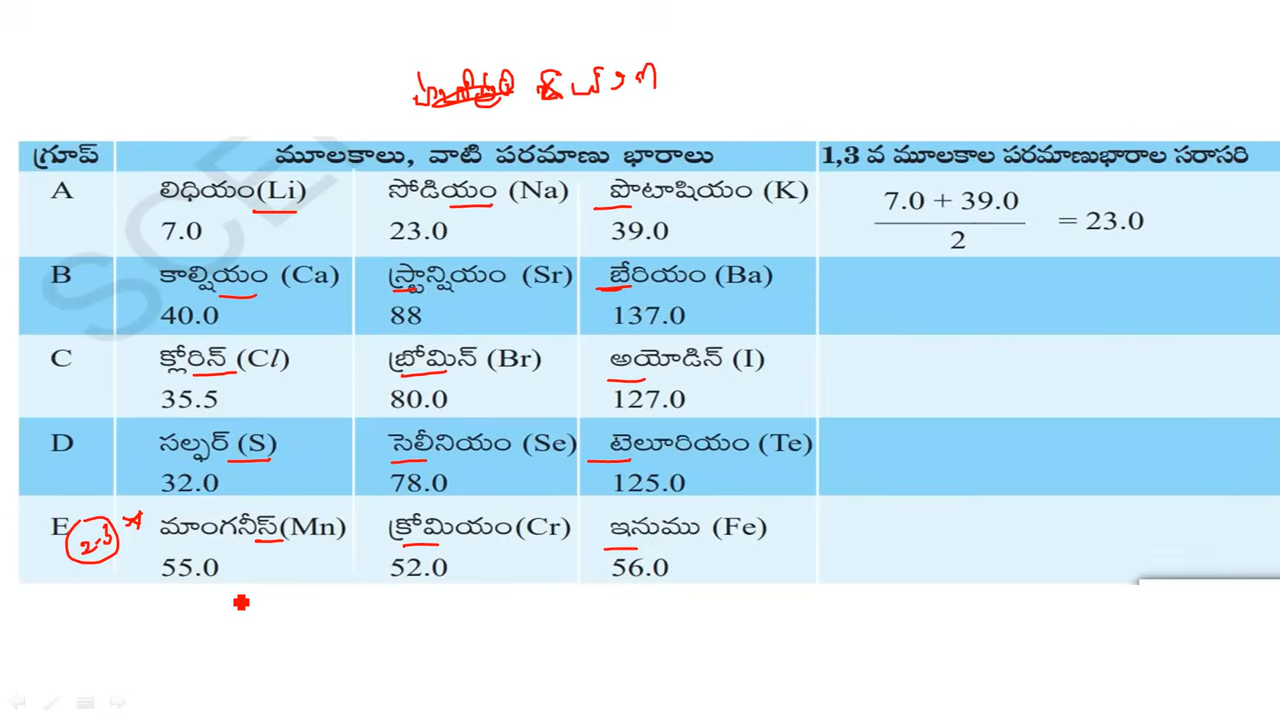 గ్రూప్ మూలకాలు, వాటి పరమాణు భారాలు 1,3 వ మూలకాల పరమాణుభారాల సరాసరి
A లిథియం(Li) సోడియం (Na) పొటాషియం (K) 7.0 + 39.0 / 2 = 23.0
7.0 23.0 39.0
B కాల్షియం (Ca) స్ట్రాన్షియం (Sr) బేరియం (Ba)
40.0 88 137.0
C క్లోరిన్ (Cl) బ్రోమిన్ (Br) అయోడిన్ (I)
35.5 80.0 127.0
D సల్ఫర్ (S) సెలీనియం (Se) టెలూరియం (Te)
32.0 78.0 125.0
E మాంగనీస్(Mn) క్రోమియం(Cr) ఇనుము (Fe)
2-3
55.0 52.0 56.0